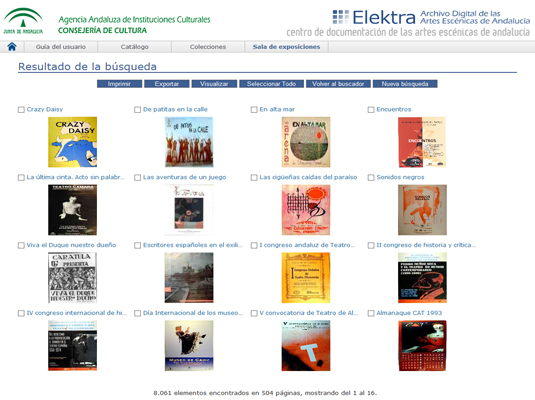 JUNTA DE ANDALUCIA
Agencia Andaluza de Instituciones Culturales
CONSEJERÍA DE CULTURA
Elektra
Archivo Digital de las
Artes Escénicas de Andalucía
centro de documentación de las artes escénicas de andalucía
Guía del usuario
Catálogo
Colecciones
Sala de exposiciones
Resultado de la búsqueda
Imprimir
Exportar
Visualizar
Seleccionar Todo
Volver al buscador
Nueva búsqueda
Crazy Daisy
De patitas en la calle
En alta mar
Encuentros
CRAZY
DAISY
EN ALTA MAR
ENCUENTROS
La última cinta. Acto sin palabr...
Las aventuras de un juego
Las cigüeñas caídas del paraíso
Sonidos negros
TEATRO CAMARA
Viva el Duque nuestro dueño
Escritores españoles en el exili...
I congreso andaluz de Teatro...
II congreso de historia y crítica...
CARATULA
PRESENTA
VIVA EL DUQUE
NUESTRO DUEÑO
IV congreso internacional de h...
Día Internacional de los museo...
V convocatoria de Teatro de Al...
Almanaque CAT 1993
MUSEO DE CÁDIZ
T
8.061 elementos encontrados en 504 páginas, mostrando del 1 al 16.